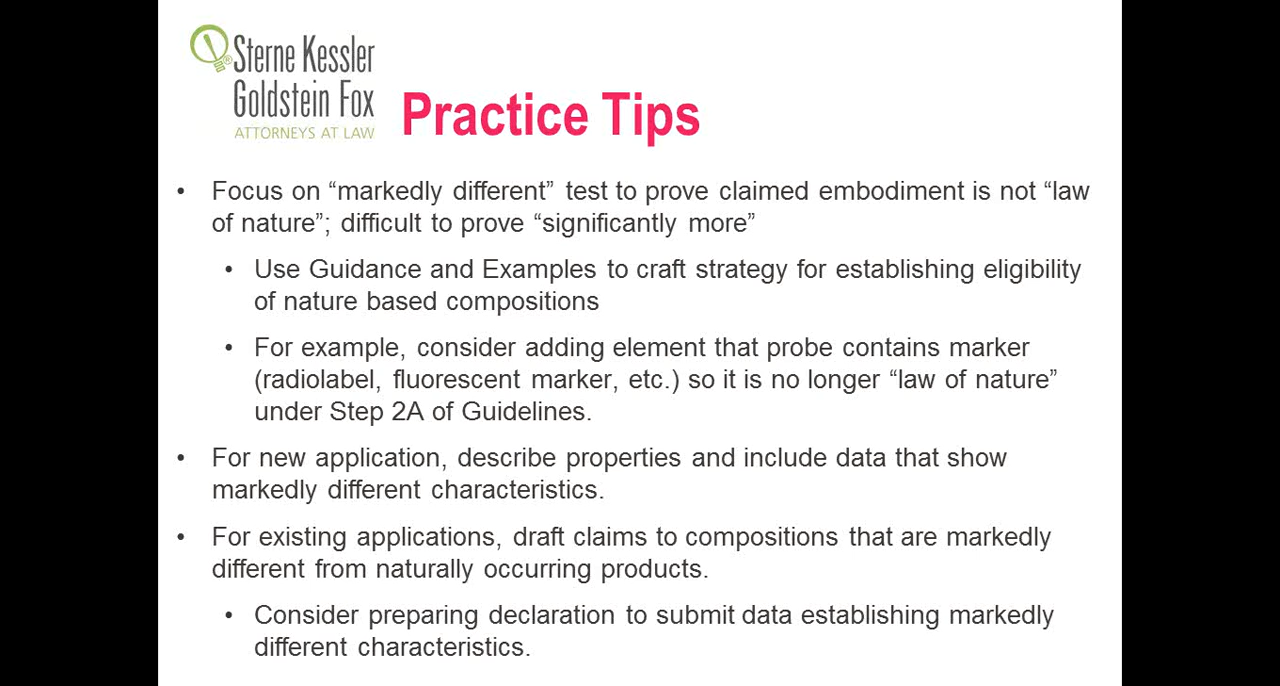 Sterne Kessler
Goldstein Fox
ATTORNEYS AT LAW
Practice Tips
• Focus on “markedly different” test to prove claimed embodiment is not “law
of nature”; difficult to prove “significantly more”
• Use Guidance and Examples to craft strategy for establishing eligibility
of nature based compositions
• For example, consider adding element that probe contains marker
(radiolabel, fluorescent marker, etc.) so it is no longer “law of nature”
under Step 2A of Guidelines.
• For new application, describe properties and include data that show
markedly different characteristics.
• For existing applications, draft claims to compositions that are markedly
different from naturally occurring products.
• Consider preparing declaration to submit data establishing markedly
different characteristics.